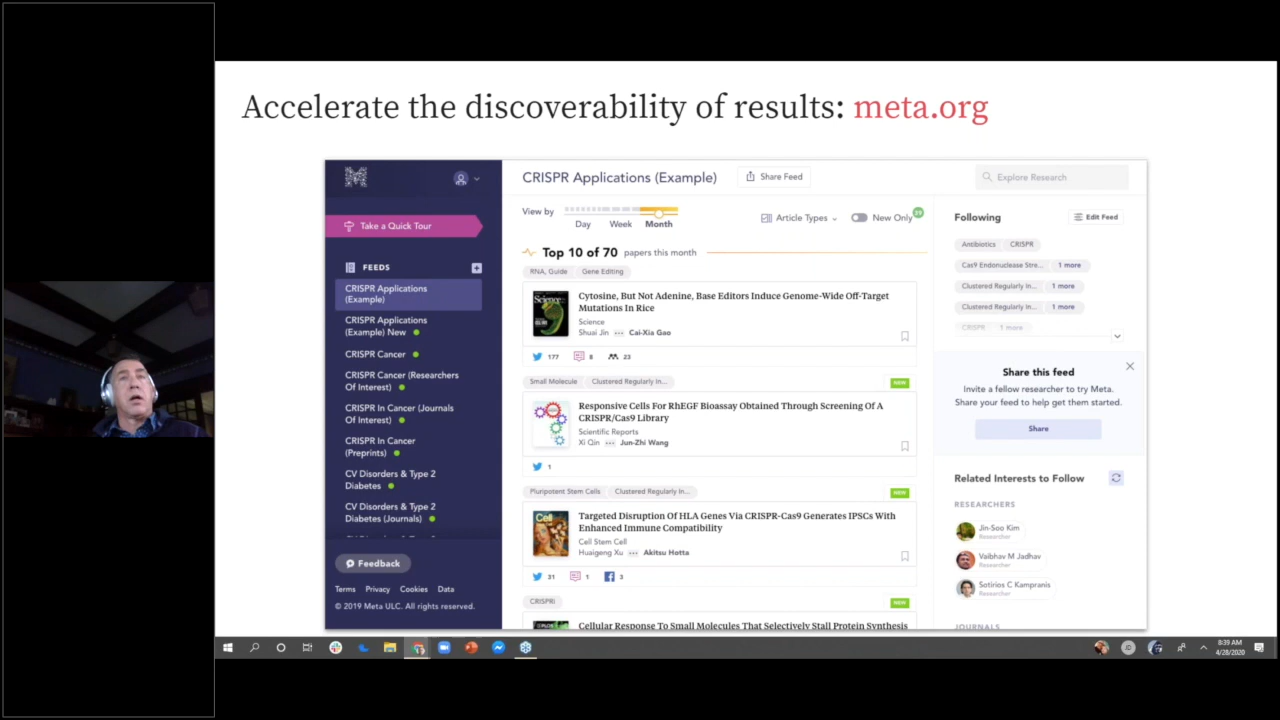 Accelerate the discoverability of results: meta.org
Take a Quick Tour
FEEDS
CRISPR Applications
(Example)
CRISPR Applications
(Example) New
CRISPR Cancer
CRISPR Cancer (Researchers
Of Interest)
CRISPR In Cancer (Journals
Of Interest)
CRISPR In Cancer
(Preprints)
CV Disorders & Type 2
Diabetes
CV Disorders & Type 2
Diabetes (Journals)
Feedback
Terms Privacy Cookies Data
© 2019 Meta ULC. All rights reserved.
CRISPR Applications (Example)
Share Feed
Explore Research
View by
Day Week Month
Article Types
New Only
Top 10 of 70 papers this month
RNA, Guide Gene Editing
Science
Cytosine, But Not Adenine, Base Editors Induce Genome-Wide Off-Target
Mutations In Rice
Science
Shuai Jin ••• Cai-Xia Gao
177 8 23
Small Molecule Clustered Regularly In...
NEW
Responsive Cells For RhEGF Bioassay Obtained Through Screening Of A
CRISPR/Cas9 Library
Scientific Reports
Xi Qin ••• Jun-Zhi Wang
1
Pluripotent Stem Cells Clustered Regularly In...
NEW
Cell
Targeted Disruption Of HLA Genes Via CRISPR-Cas9 Generates IPSCs With
Enhanced Immune Compatibility
Cell Stem Cell
Huaigeng Xu ••• Akitsu Hotta
31 1 3
CRISPRi
NEW
Cellular Response To Small Molecules That Selectively Stall Protein Synthesis
Following
Edit Feed
Antibiotics CRISPR
Cas9 Endonuclease Stre... 1 more
Clustered Regularly In... 1 more
Clustered Regularly In... 1 more
CRISPR 1 more
Share this feed
Invite a fellow researcher to try Meta.
Share your feed to help get them started.
Share
Related Interests to Follow
RESEARCHERS
Jin-Soo Kim
Researcher
Vaibhav M Jadhav
Researcher
Sotirios C Kampranis
Researcher
JOURNALS
8:39 AM
4/28/2020